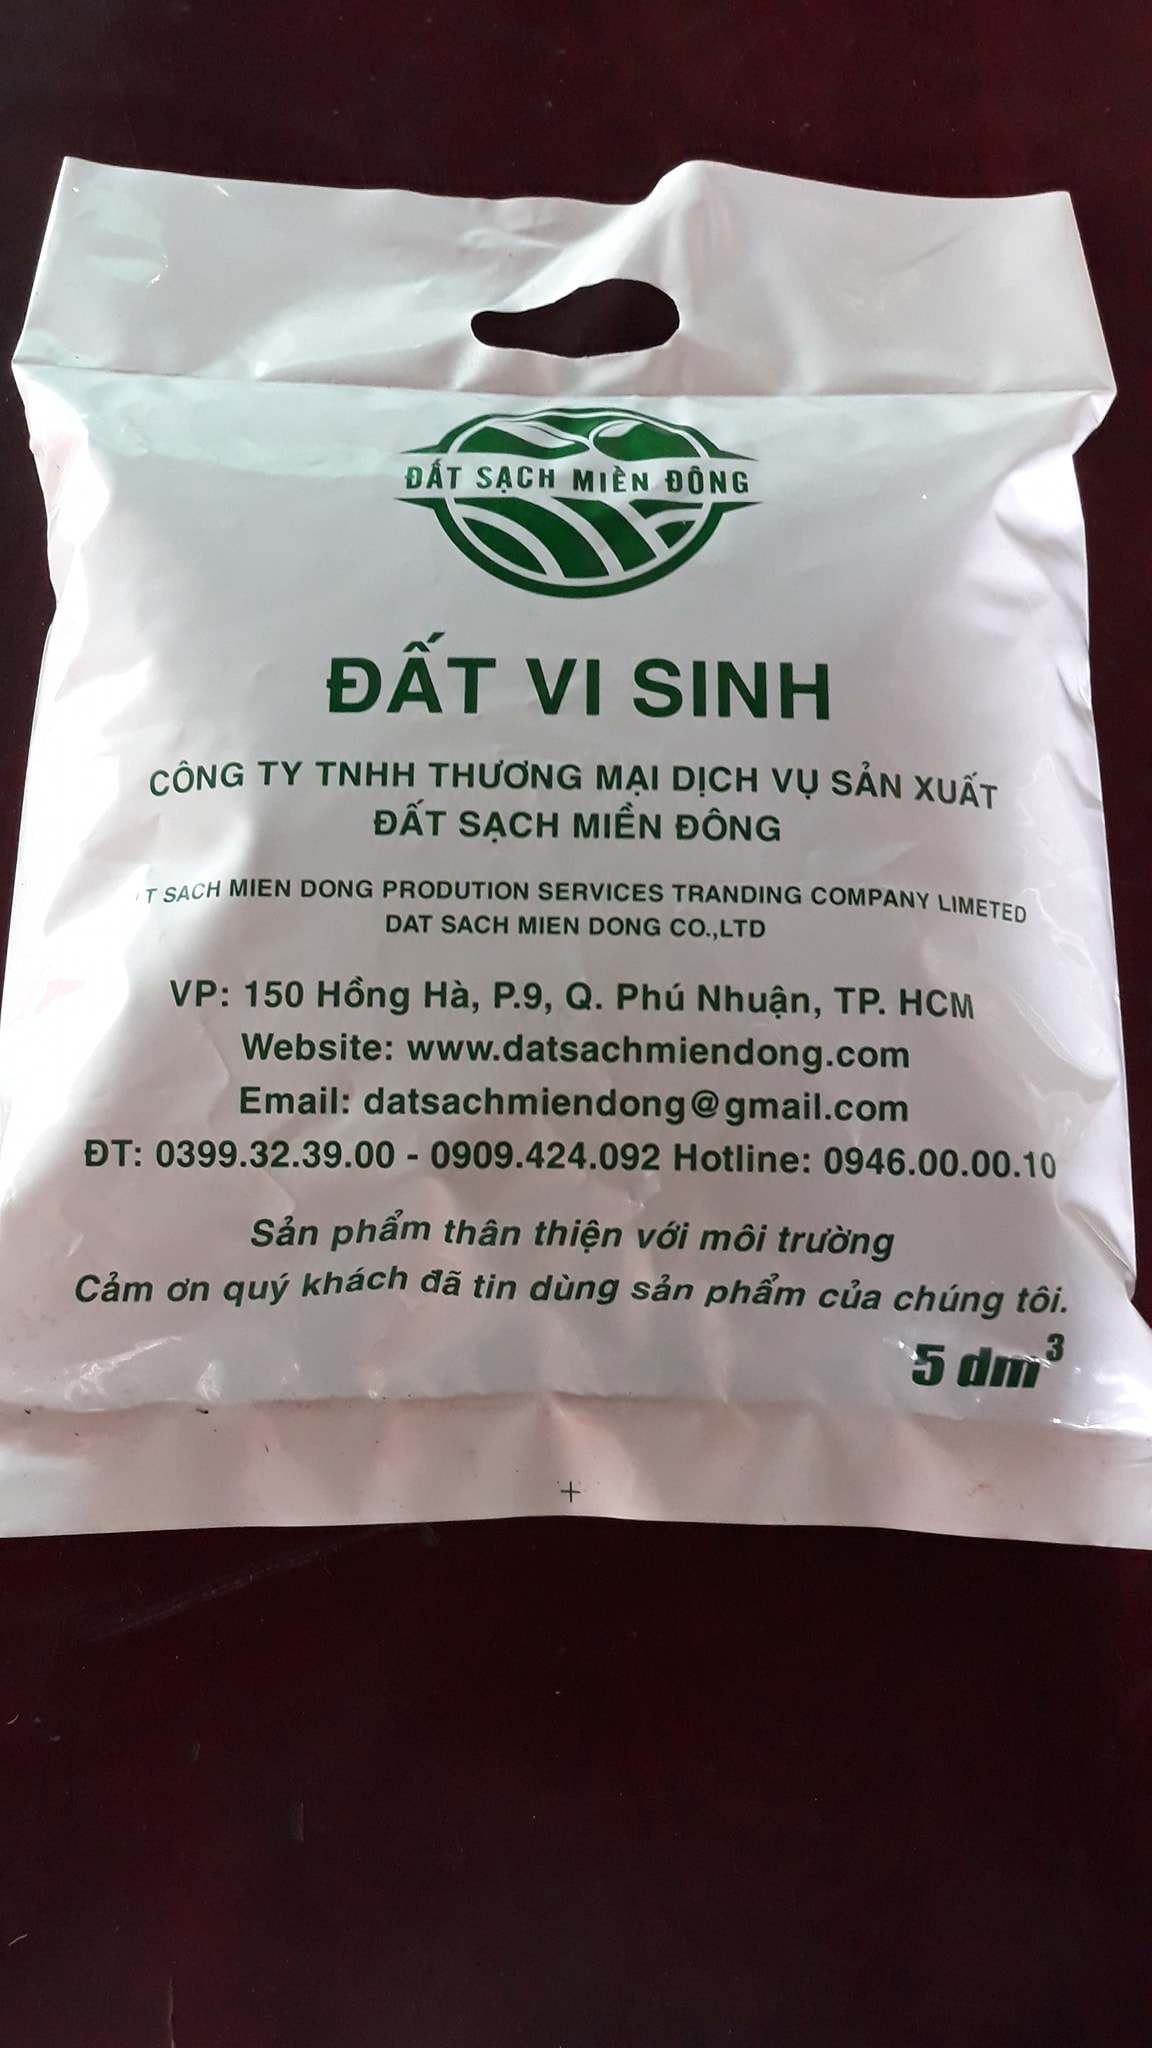 ĐẤT SẠCH MIỀN ĐÔNG
ĐẤT VI SINH
CÔNG TY TNHH THƯƠNG MẠI DỊCH VỤ SẢN XUẤT
ĐẤT SẠCH MIỀN ĐÔNG
SACH MIEN DONG PRODUTION SERVICES TRANDING COMPANY LIMETED
DAT SACH MIEN DONG CO.,LTD
VP: 150 Hồng Hà, P.9, Q. Phú Nhuận, TP. HCM
Website: www.datsachmiendong.com
Email: datsachmiendong@gmail.com
ĐT: 0399.32.39.00 - 0909.424.092 Hotline: 0946.00.00.10
Sản phẩm thân thiện với môi trường
Cảm ơn quý khách đã tin dùng sản phẩm của chúng tôi.
5 dm³